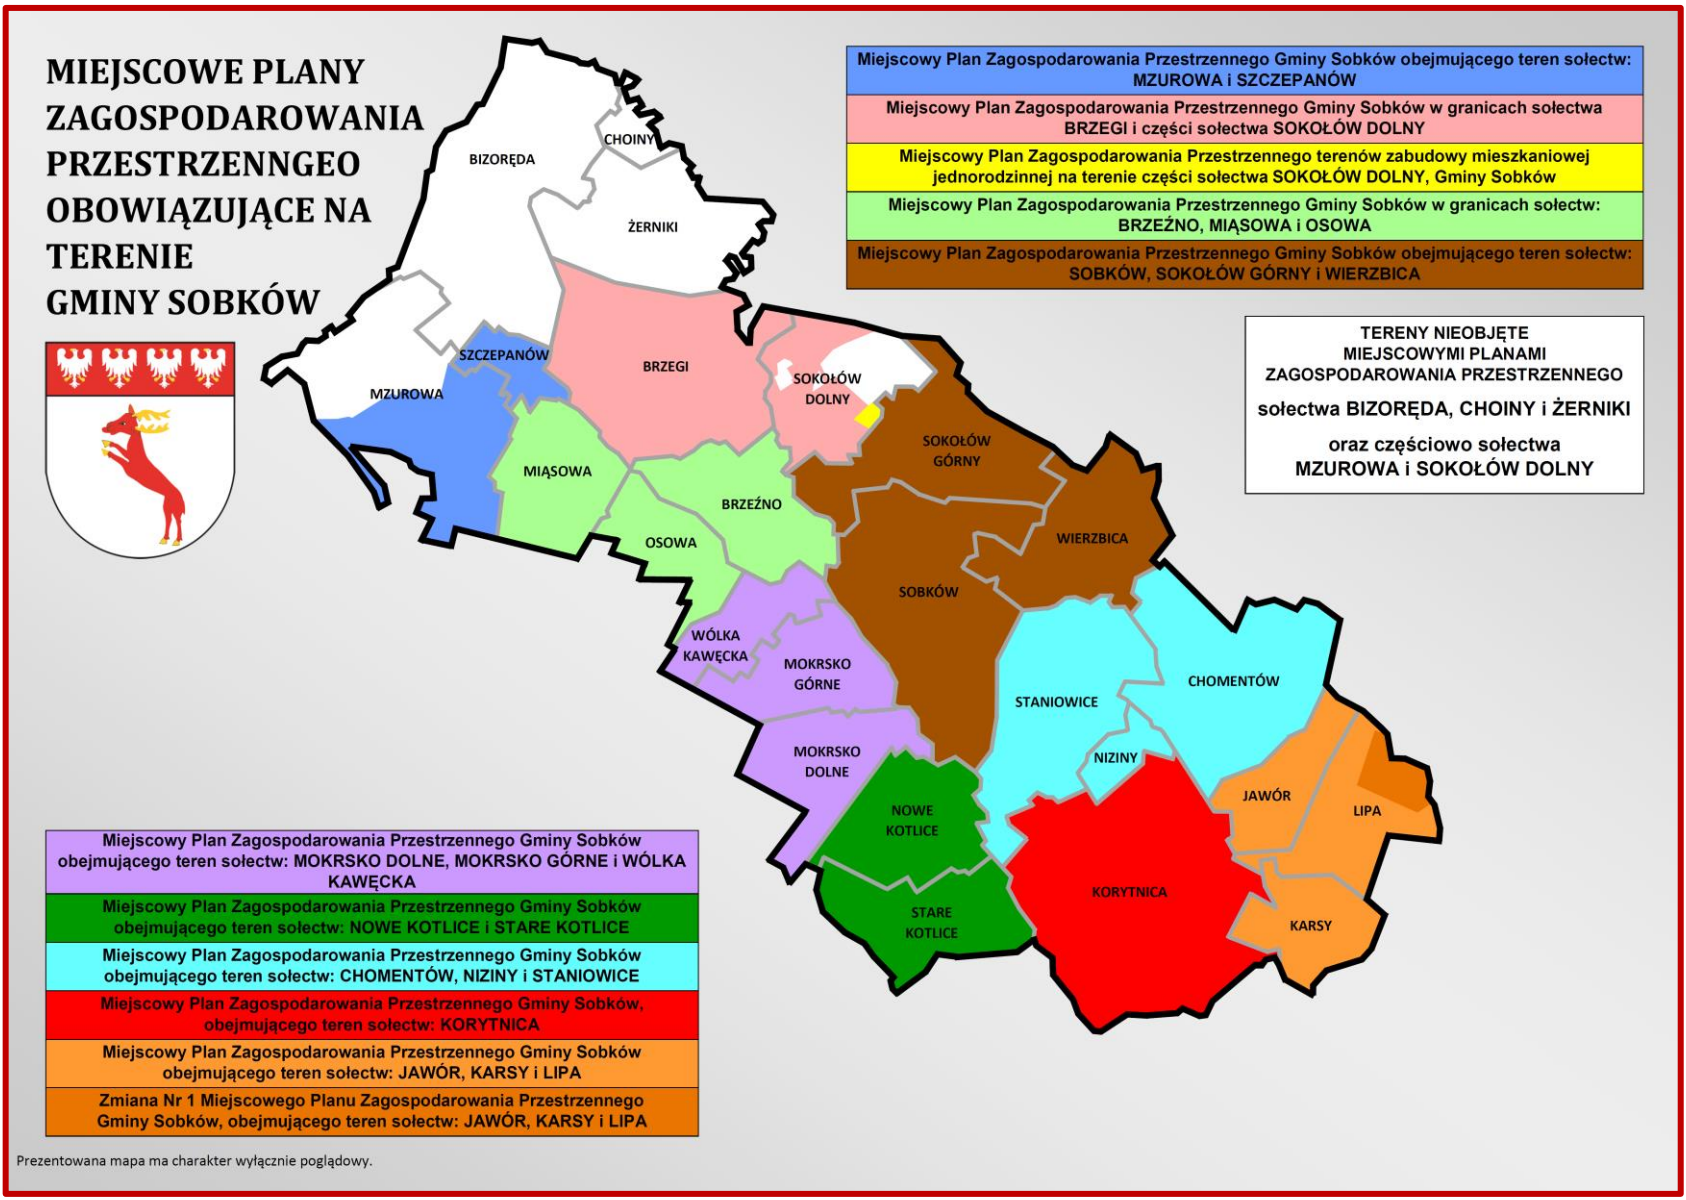 MIEJSCOWE PLANY
ZAGOSPODAROWANIA
PRZESTRZENNGEO
OBOWIĄZUJĄCE NA
TERENIE
GMINY SOBKÓW
Miejscowy Plan Zagospodarowania Przestrzennego Gminy Sobków obejmującego teren sołectw:
MZUROWA i SZCZEPANÓW
Miejscowy Plan Zagospodarowania Przestrzennego Gminy Sobków w granicach sołectwa
BRZEGI i części sołectwa SOKOŁÓW DOLNY
Miejscowy Plan Zagospodarowania Przestrzennego terenów zabudowy mieszkaniowej
jednorodzinnej na terenie części sołectwa SOKOŁÓW DOLNY, Gminy Sobków
Miejscowy Plan Zagospodarowania Przestrzennego Gminy Sobków w granicach sołectw:
BRZEŹNO, MIĄSOWA i OSOWA
Miejscowy Plan Zagospodarowania Przestrzennego Gminy Sobków obejmującego teren sołectw:
SOBKÓW, SOKOŁÓW GÓRNY i WIERZBICA
TERENY NIEOBJĘTE
MIEJSCOWYMI PLANAMI
ZAGOSPODAROWANIA PRZESTRZENNEGO
sołectwa BIZORĘDA, CHOINY i ŻERNIKI
oraz częściowo sołectwa
MZUROWA i SOKOŁÓW DOLNY
CHOINY
BIZORĘDA
ŻERNIKI
SZCZEPANÓW
BRZEGI
MZUROWA
SOKOŁÓW
DOLNY
SOKOŁÓW
GÓRNY
MIĄSOWA
BRZEŹNO
OSOWA
WIERZBICA
SOBKÓW
WÓLKA
KAWĘCKA
MOKRSKO
GÓRNE
CHOMENTÓW
STANIOWICE
MOKRSKO
DOLNE
NIZINY
JAWÓR
LIPA
NOWE
KOTLICE
KORYTNICA
STARE
KOTLICE
KARSY
Miejscowy Plan Zagospodarowania Przestrzennego Gminy Sobków
obejmującego teren sołectw: MOKRSKO DOLNE, MOKRSKO GÓRNE i WÓLKA
KAWĘCKA
Miejscowy Plan Zagospodarowania Przestrzennego Gminy Sobków
obejmującego teren sołectw: NOWE KOTLICE i STARE KOTLICE
Miejscowy Plan Zagospodarowania Przestrzennego Gminy Sobków
obejmującego teren sołectw: CHOMENTÓW, NIZINY i STANIOWICE
Miejscowy Plan Zagospodarowania Przestrzennego Gminy Sobków,
obejmującego teren sołectw: KORYTNICA
Miejscowy Plan Zagospodarowania Przestrzennego Gminy Sobków
obejmującego teren sołectw: JAWÓR, KARSY i LIPA
Zmiana Nr 1 Miejscowego Planu Zagospodarowania Przestrzennego
Gminy Sobków, obejmującego teren sołectw: JAWÓR, KARSY i LIPA
Prezentowana mapa ma charakter wyłącznie poglądowy.